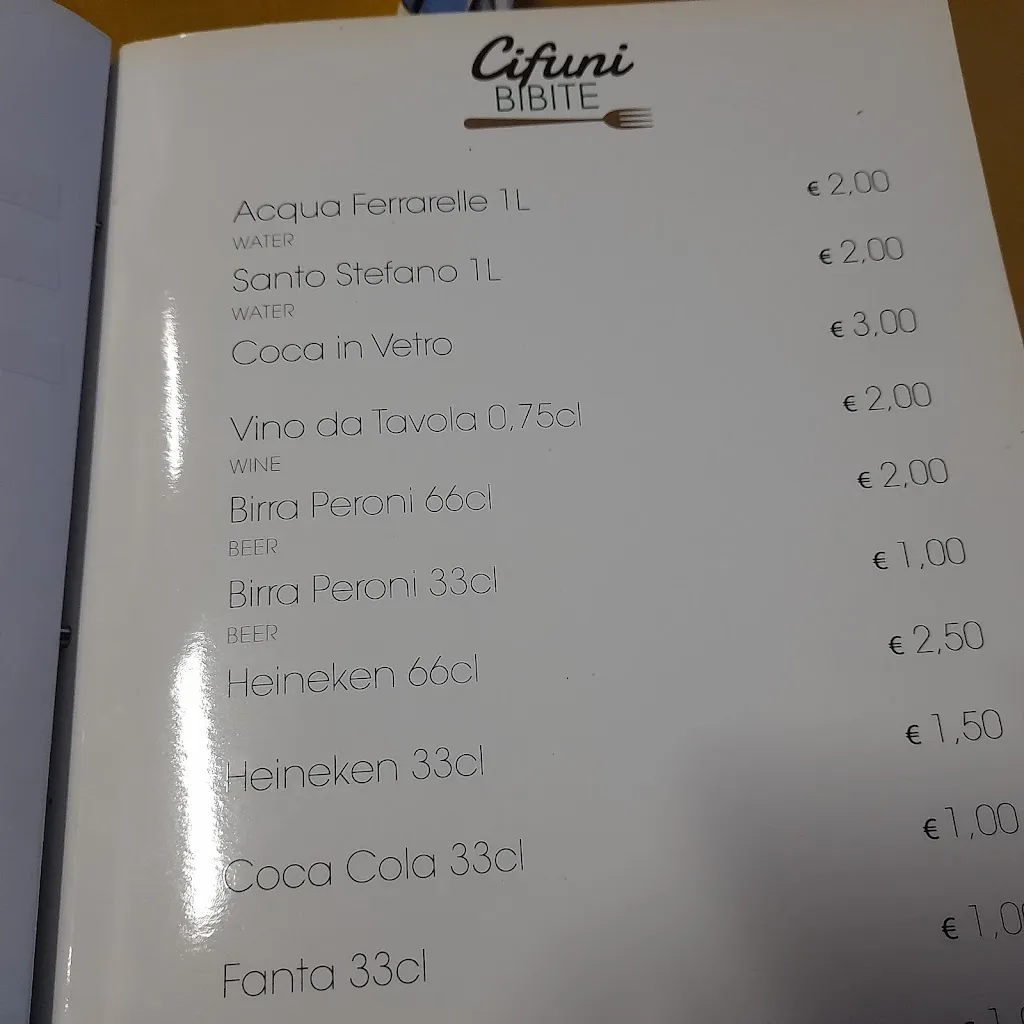 Cifuni
BIBITE
Acqua Ferrarelle 1L € 2,00
WATER
Santo Stefano 1L € 2,00
WATER
Coca in Vetro € 3,00
Vino da Tavola 0,75cl € 2,00
WINE
Birra Peroni 66cl € 2,00
BEER
Birra Peroni 33cl € 1,00
BEER
Heineken 66cl € 2,50
Heineken 33cl € 1,50
Coca Cola 33cl € 1,00
Fanta 33cl € 1,00